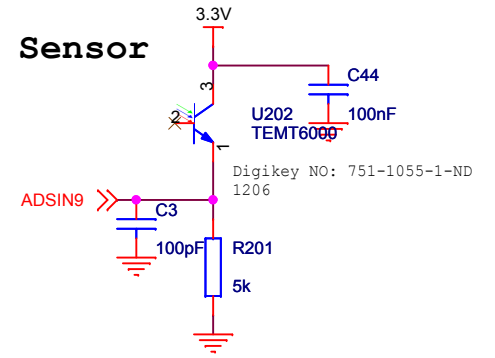 3.3V
Sensor
C44
3
2
U202
100nF
TEMT6000
1
Digikey NO: 751-1055-1-ND
1206
ADSIN9
C3
100pF
R201
5k